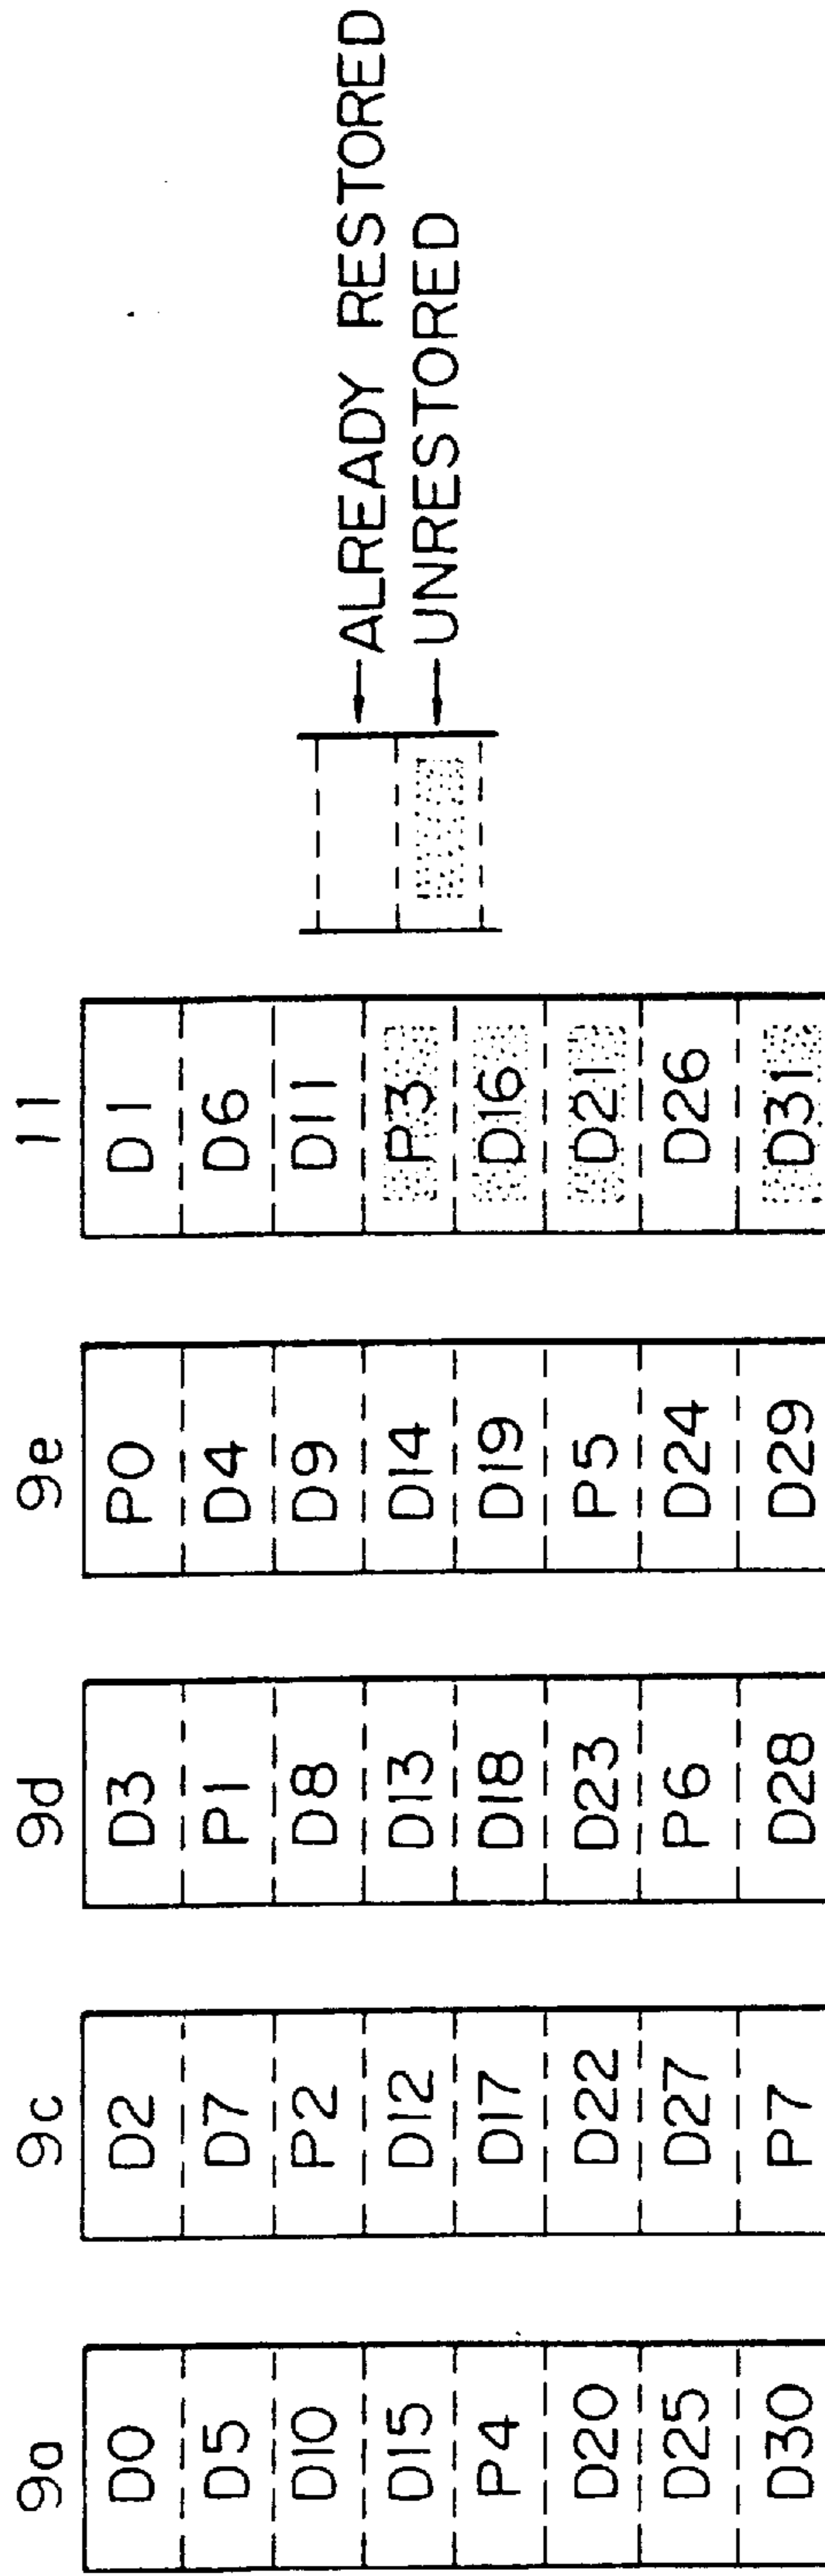 9a 9c 9d 9e 11
D0 D2 D3 P0 D1
D5 D7 P1 D4 D6
D10 P2 D8 D9 D11
D15 D12 D13 D14 P3
P4 D17 D18 D19 D16
D20 D22 D23 P5 D21
D25 D27 P6 D24 D26
D30 P7 D28 D29 D31
ALREADY RESTORED
UNRESTORED